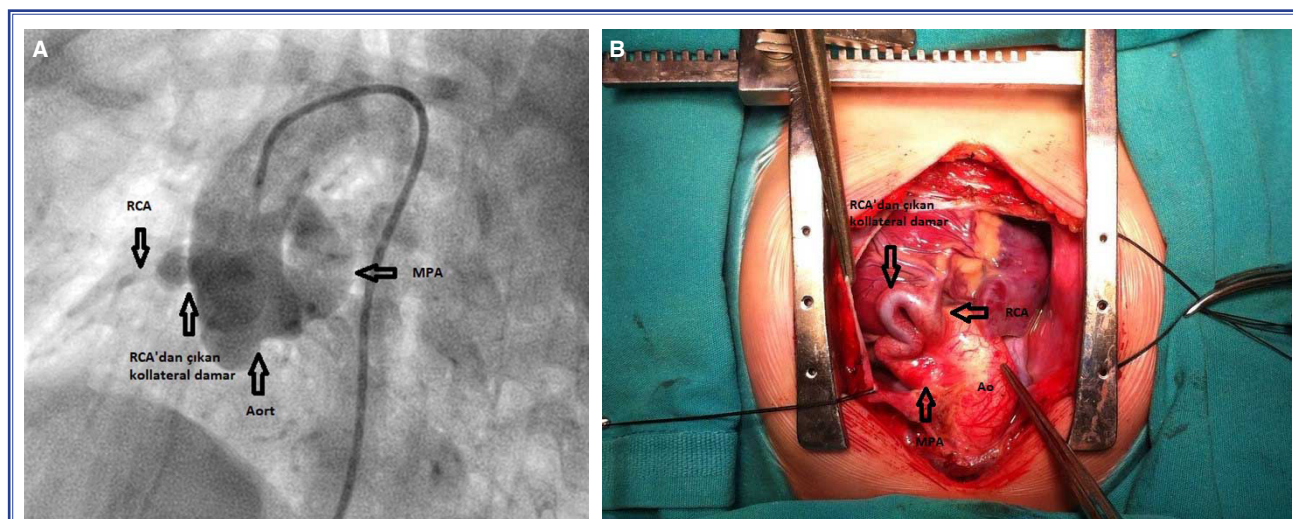 A
RCA
MPA
RCA'dan çıkan
kollateral damar
Aort
B
RCA'dan çıkan
kollateral damar
RCA
Ao
MPA